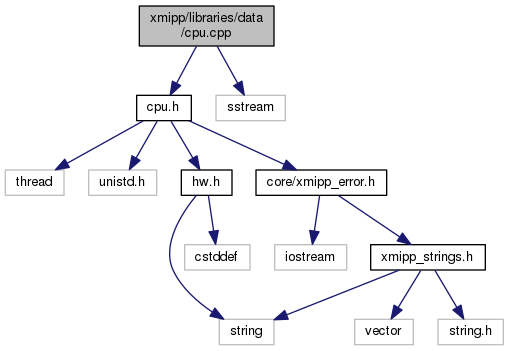 xmipp/libraries/data
/cpu.cpp
cpu.h
sstream
thread
unistd.h
hw.h
core/xmipp_error.h
cstddef
iostream
xmipp_strings.h
string
vector
string.h